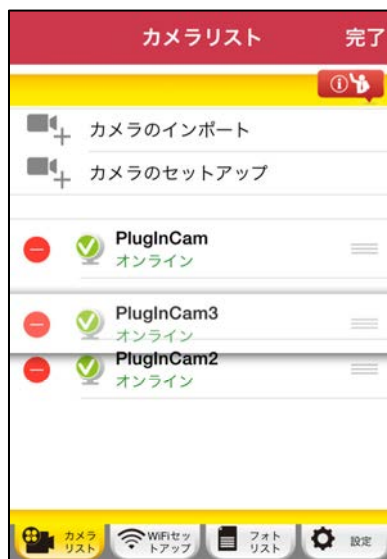 カメラリスト 完了
カメラのインポート
カメラのセットアップ
PlugInCam
オンライン
PlugInCam3
オンライン
PlugInCam2
オンライン
カメラ
リスト
WiFiセッ
トアップ
フォト
リスト
設定